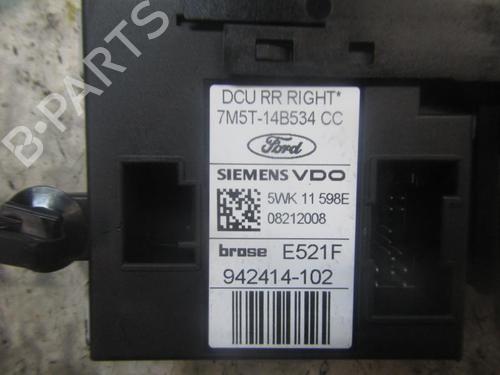 DCU RR RIGHT*
7M5T-14B534 CC
Ford
SIEMENS VDO
5WK 11 598E
08212008
brose E521F
942414-102
B-PARTS